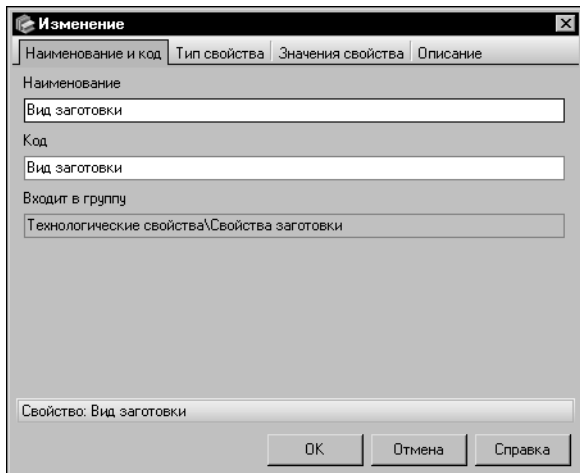 Изменение
Наименование и код Тип свойства Значения свойства Описание
Наименование
Вид заготовки
Код
Вид заготовки
Входит в группу
Технологические свойства\Свойства заготовки
Свойство: Вид заготовки
OK Отмена Справка